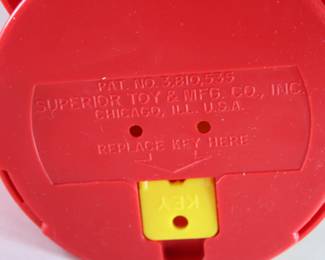 PAT. NO. 3,810,535
SUPERIOR TOY & MFG. CO., INC.
CHICAGO, ILL. U.S.A.
REPLACE KEY HERE
KEY